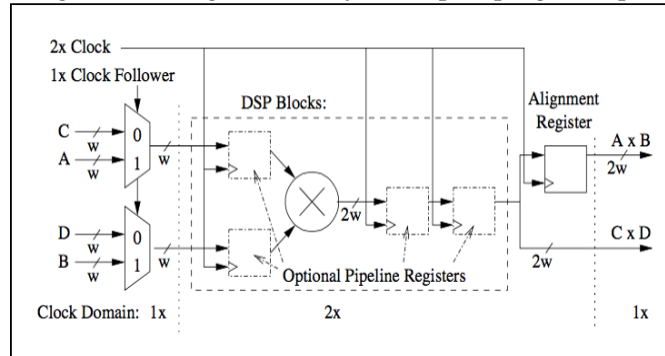 2x Clock
1x Clock Follower
DSP Blocks:
Alignment
Register
C w 0
A w 1
w
A x B
2w
2w
D w 0
B w 1
w
Optional Pipeline Registers
C x D
2w
Clock Domain: 1x 2x 1x